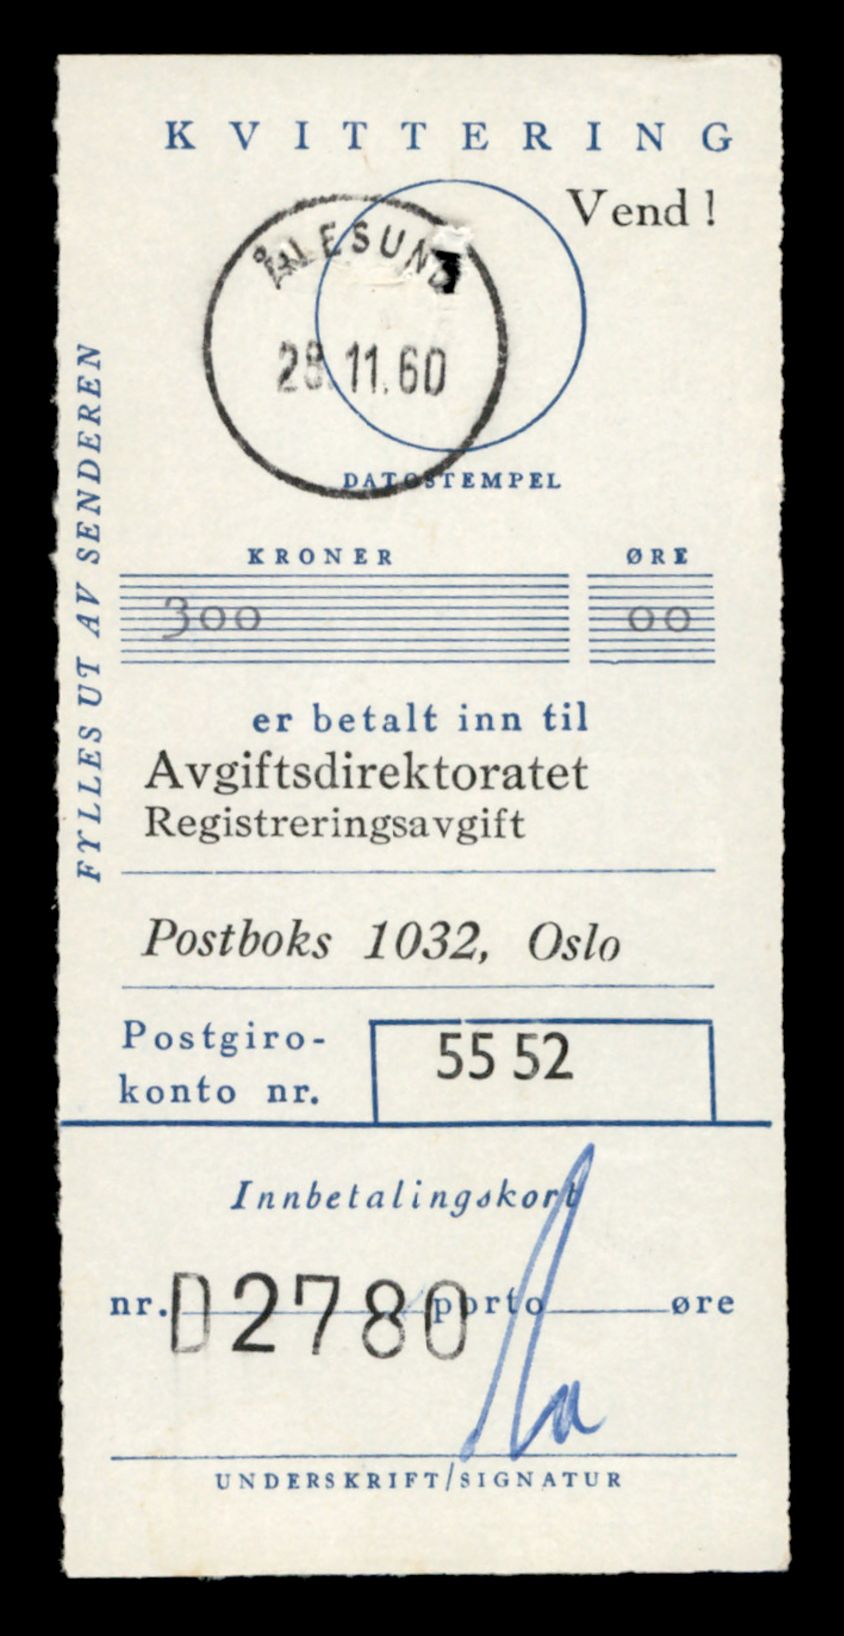 KVITTERING
Vend!
ÅLESUND
28.11.60
DATOSTEMPEL
FYLLES UT AV SENDEREN
KRONER ØRE
300 00
er betalt inn til
Avgiftsdirektoratet
Registreringsavgift
Postboks 1032, Oslo
Postgiro-
konto nr.
55 52
Innbetalingskort
nr. D2780 porto øre
UNDERSKRIFT/SIGNATUR